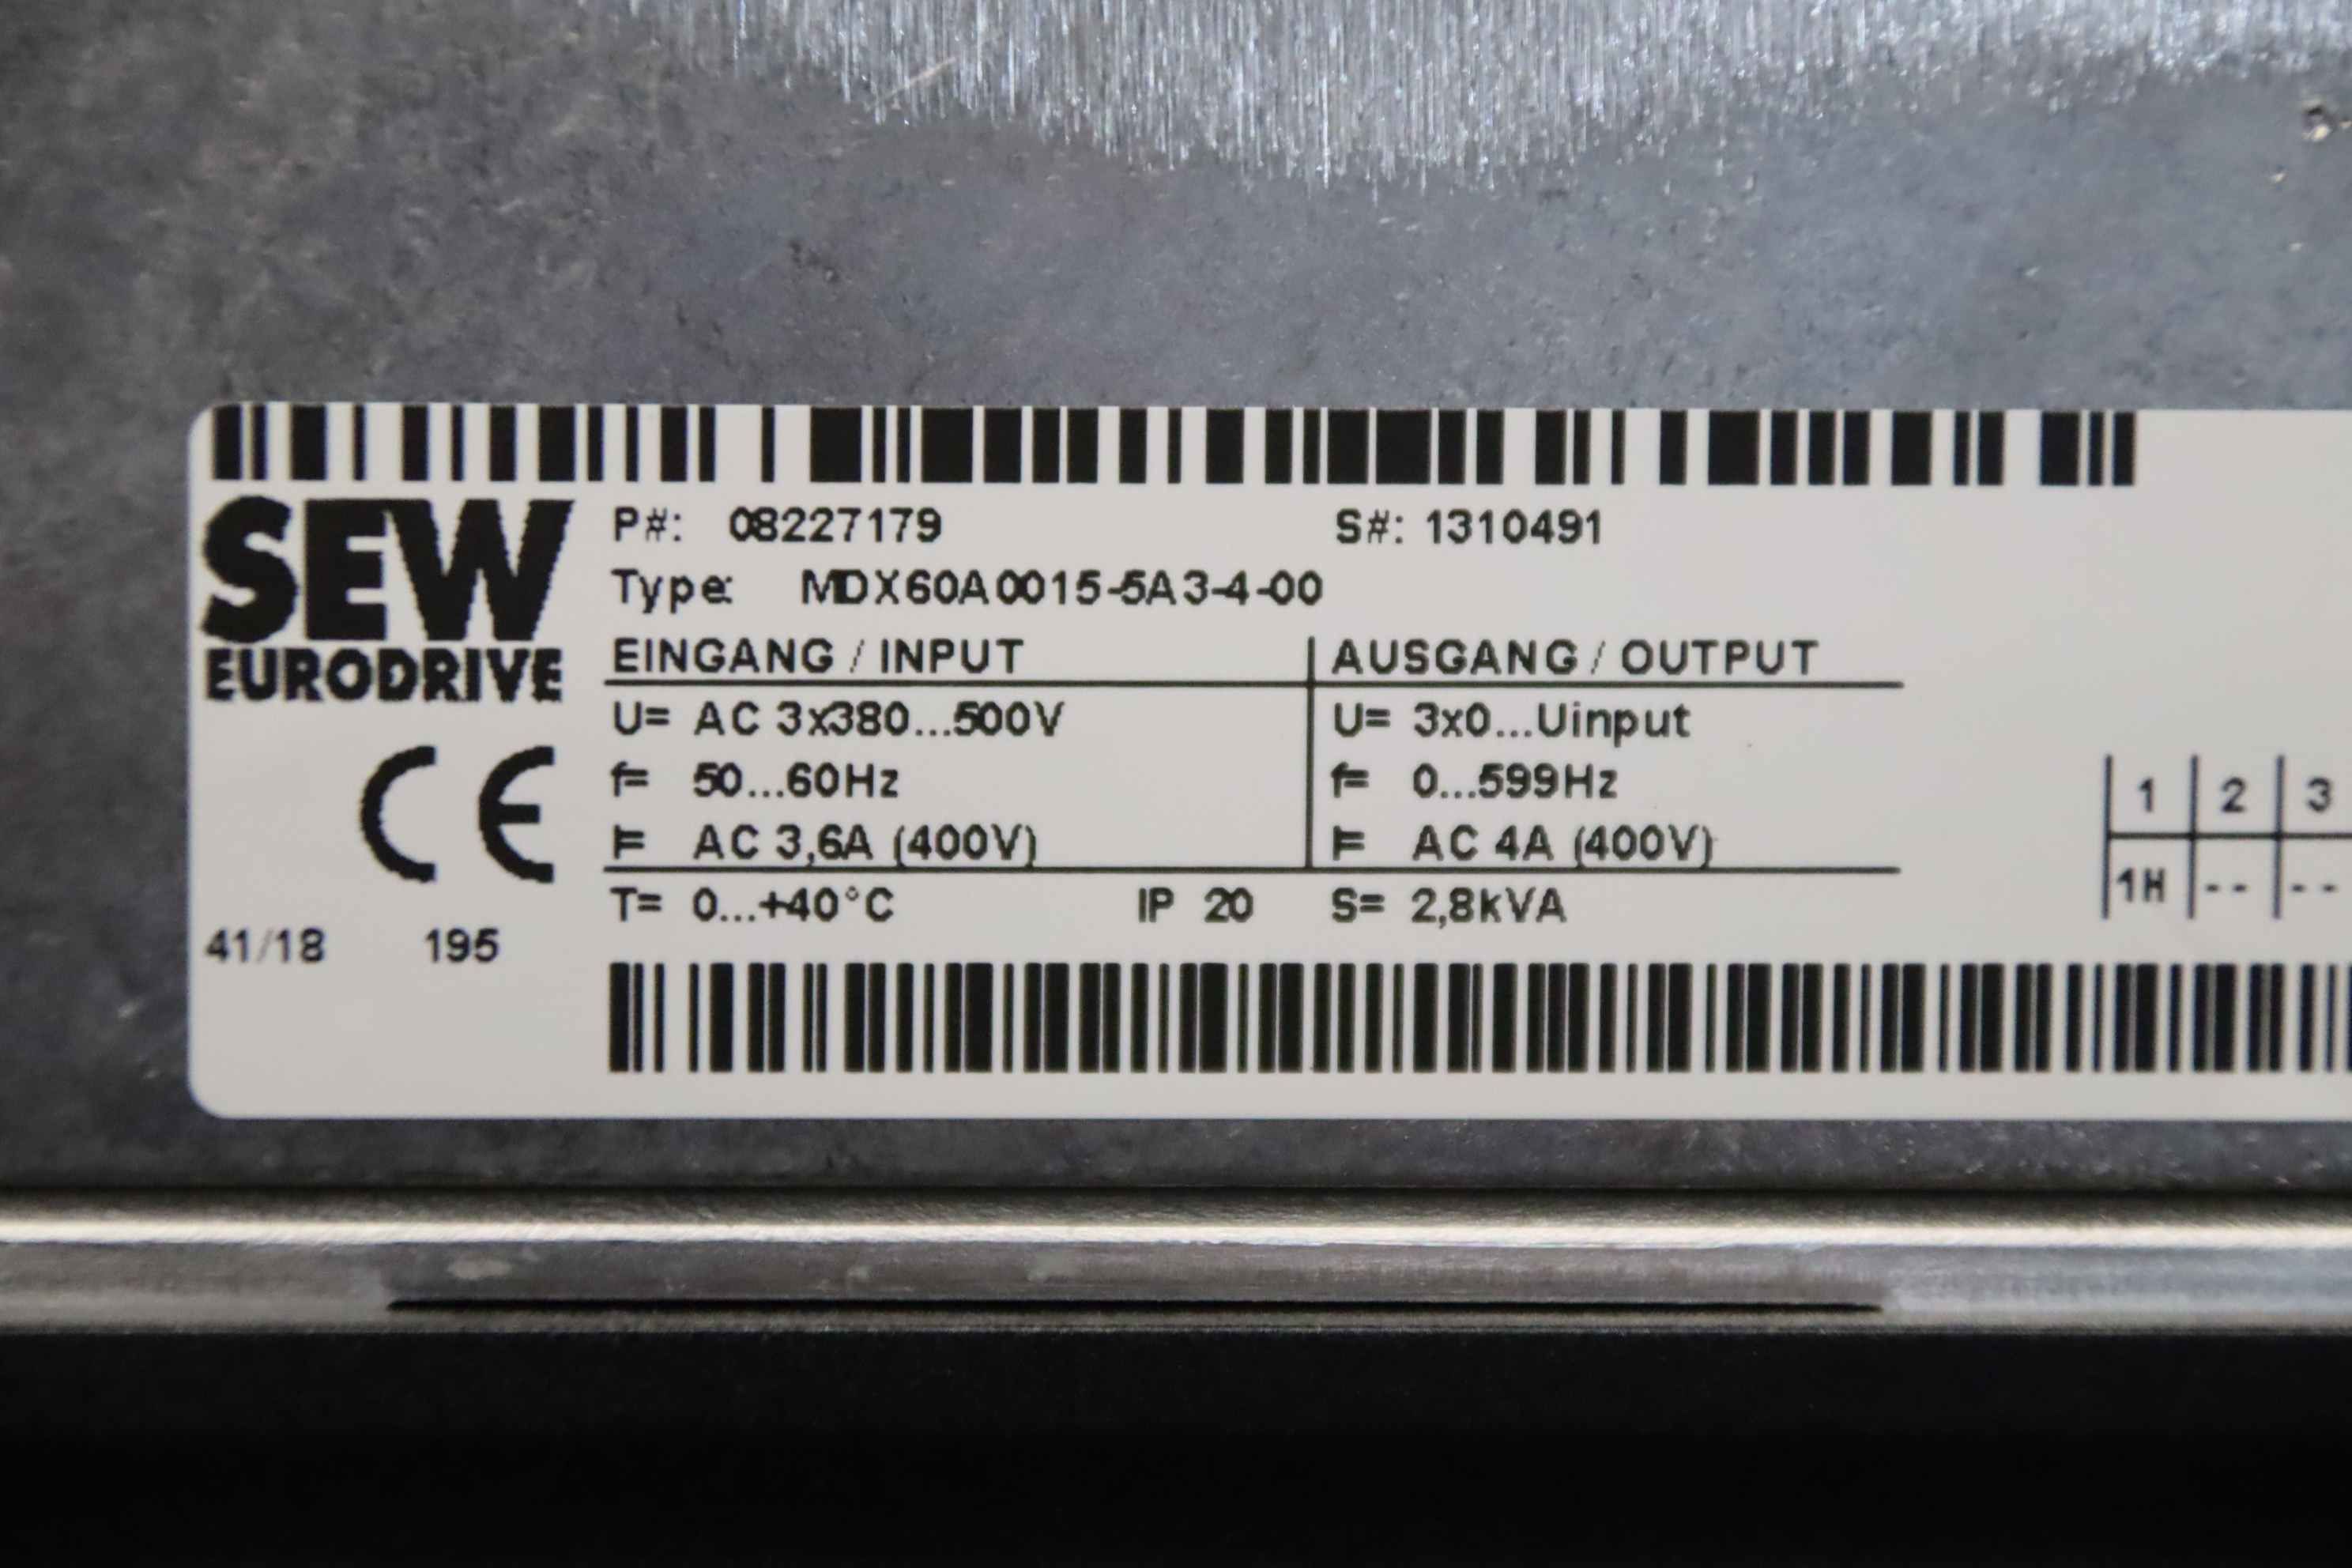 SEW
EURODRIVE
P#: 08227179 S#: 1310491
Type: MDX60A0015-5A3-4-00
EINGANG / INPUT AUSGANG / OUTPUT
U= AC 3x380...500V U= 3x0...Uinput
f= 50...60Hz f= 0...599Hz
I= AC 3,6A (400V) I= AC 4A (400V)
T= 0...+40°C IP 20 S= 2,8kVA
CE
41/18 195
1 2 3
1H -- --